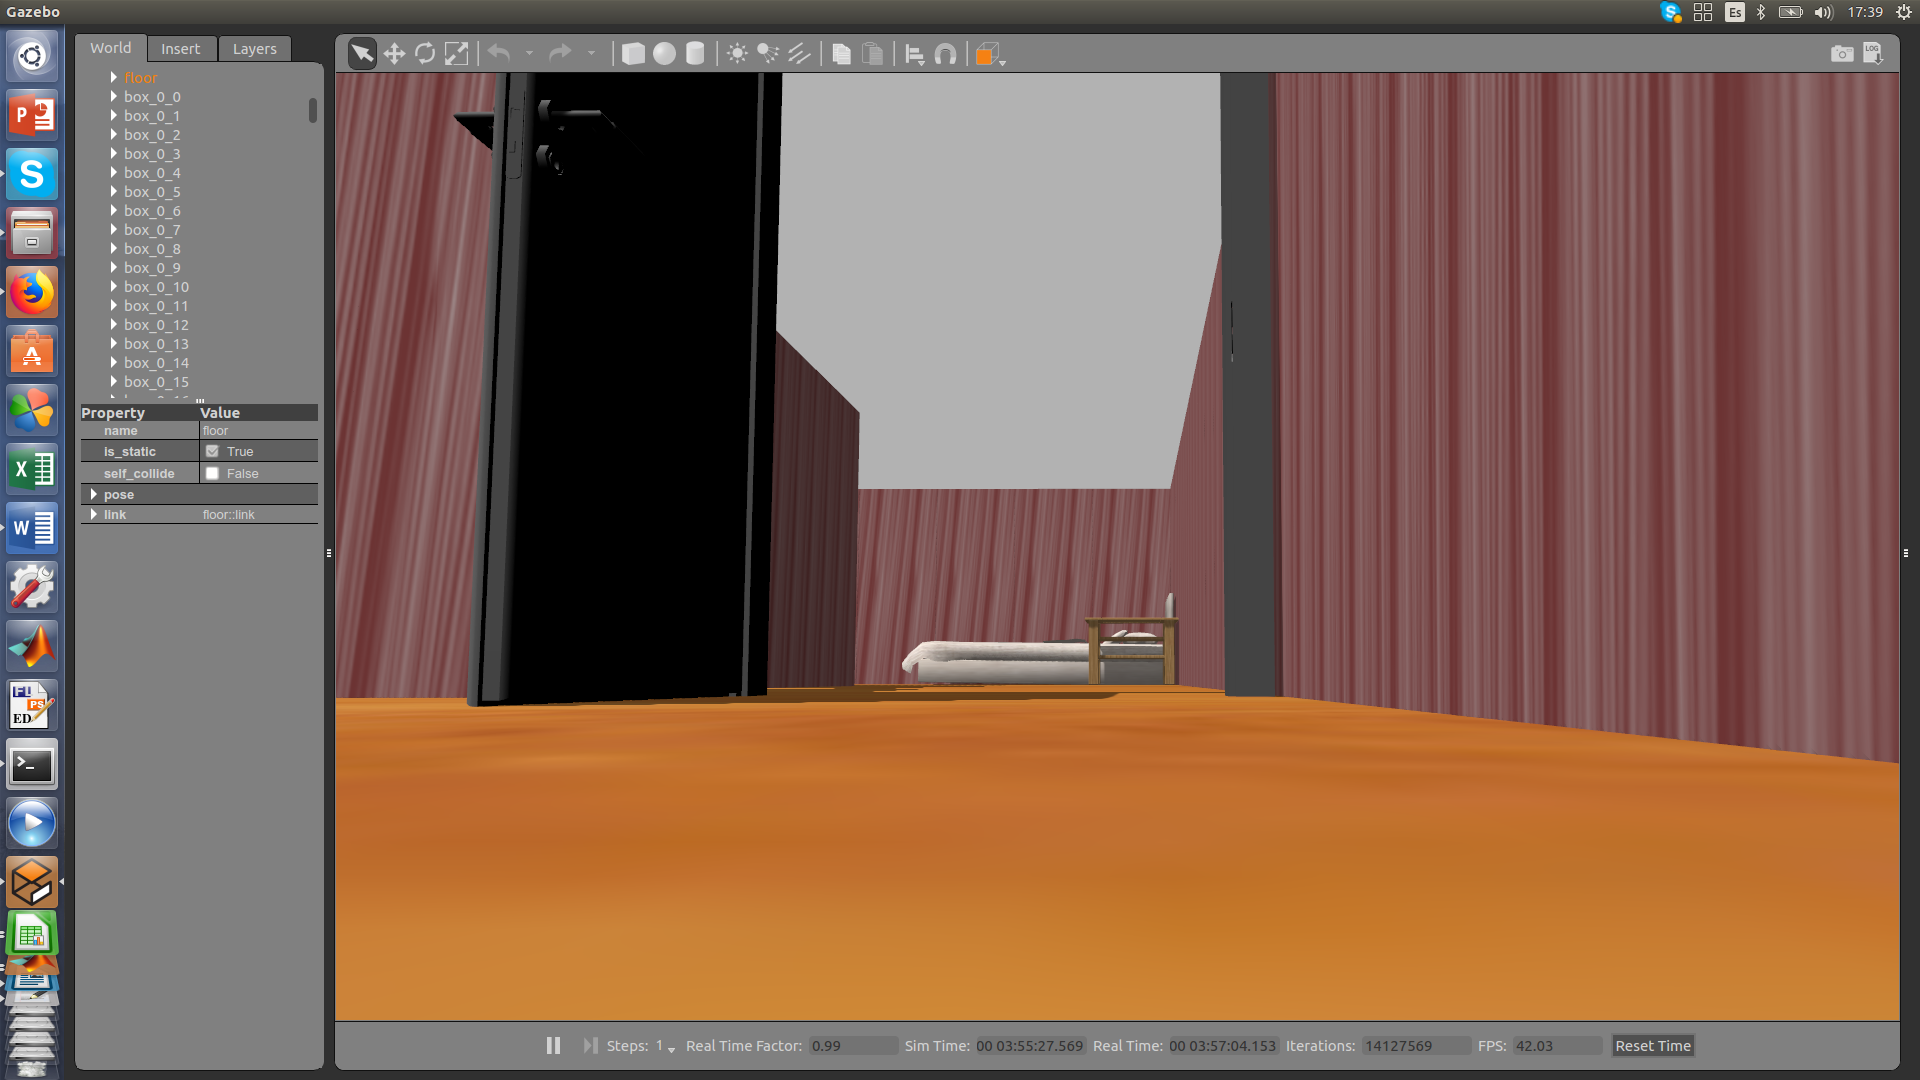 Gazebo
Es
17:39
World Insert Layers
LOG
floor
box_0_0
box_0_1
box_0_2
box_0_3
box_0_4
box_0_5
box_0_6
box_0_7
box_0_8
box_0_9
box_0_10
box_0_11
box_0_12
box_0_13
box_0_14
box_0_15
Property Value
name floor
is_static True
self_collide False
pose
link floor::link
Steps: 1 Real Time Factor: 0.99 Sim Time: 00 03:55:27.569 Real Time: 00 03:57:04.153 Iterations: 14127569 FPS: 42.03 Reset Time